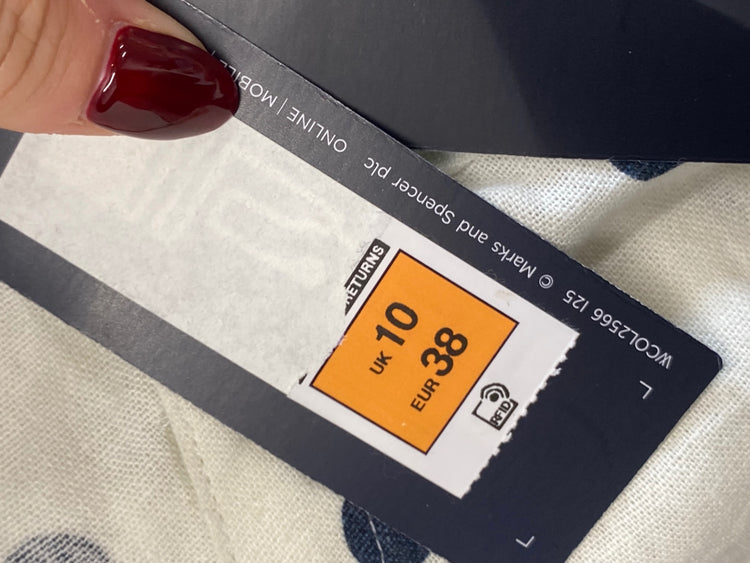 ONLINE | MOBILE
WCOL2566 I25 © Marks and Spencer plc
RETURNS
UK 10
EUR 38
RFID